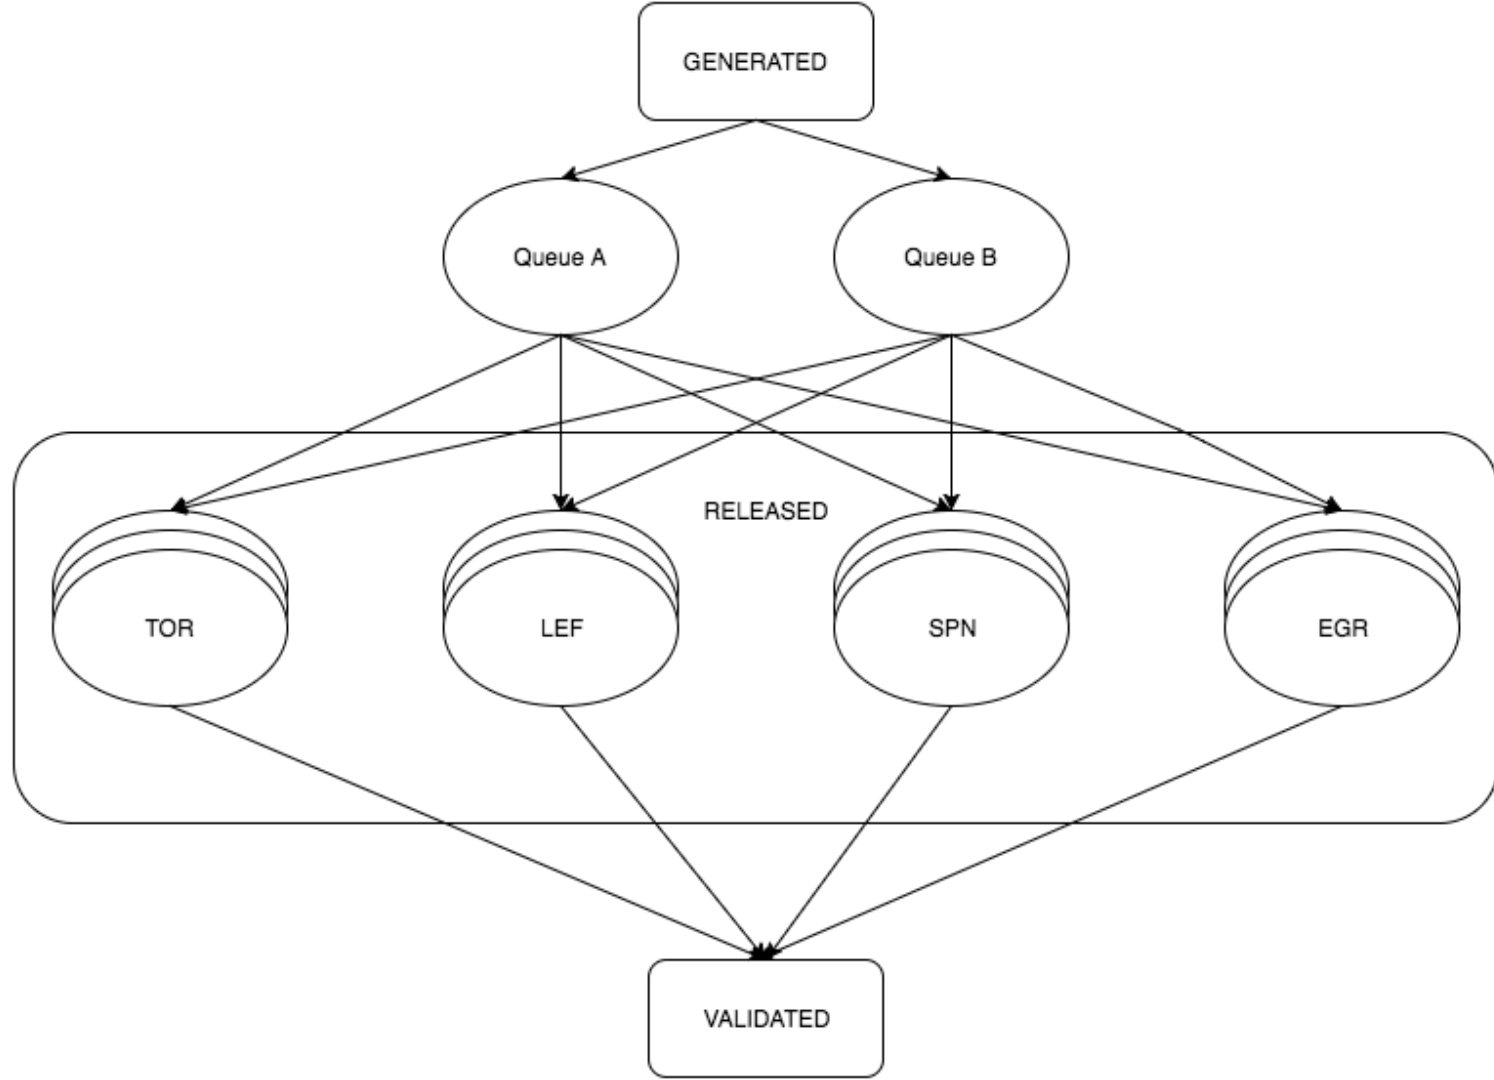 GENERATED
Queue A
Queue B
RELEASED
TOR
LEF
SPN
EGR
VALIDATED